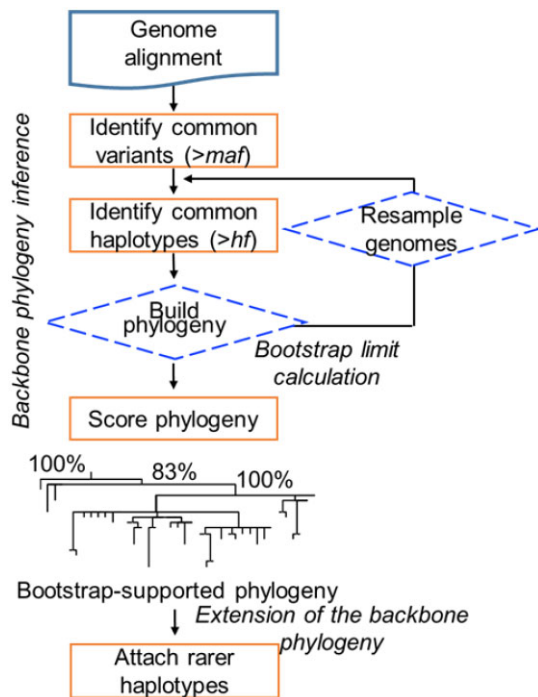 Genome
alignment
Backbone phylogeny inference
Identify common
variants (>maf)
Identify common
haplotypes (>hf)
Resample
genomes
Build
phylogeny
Bootstrap limit
calculation
Score phylogeny
100%
83%
100%
Bootstrap-supported phylogeny
Extension of the backbone
phylogeny
Attach rarer
haplotypes